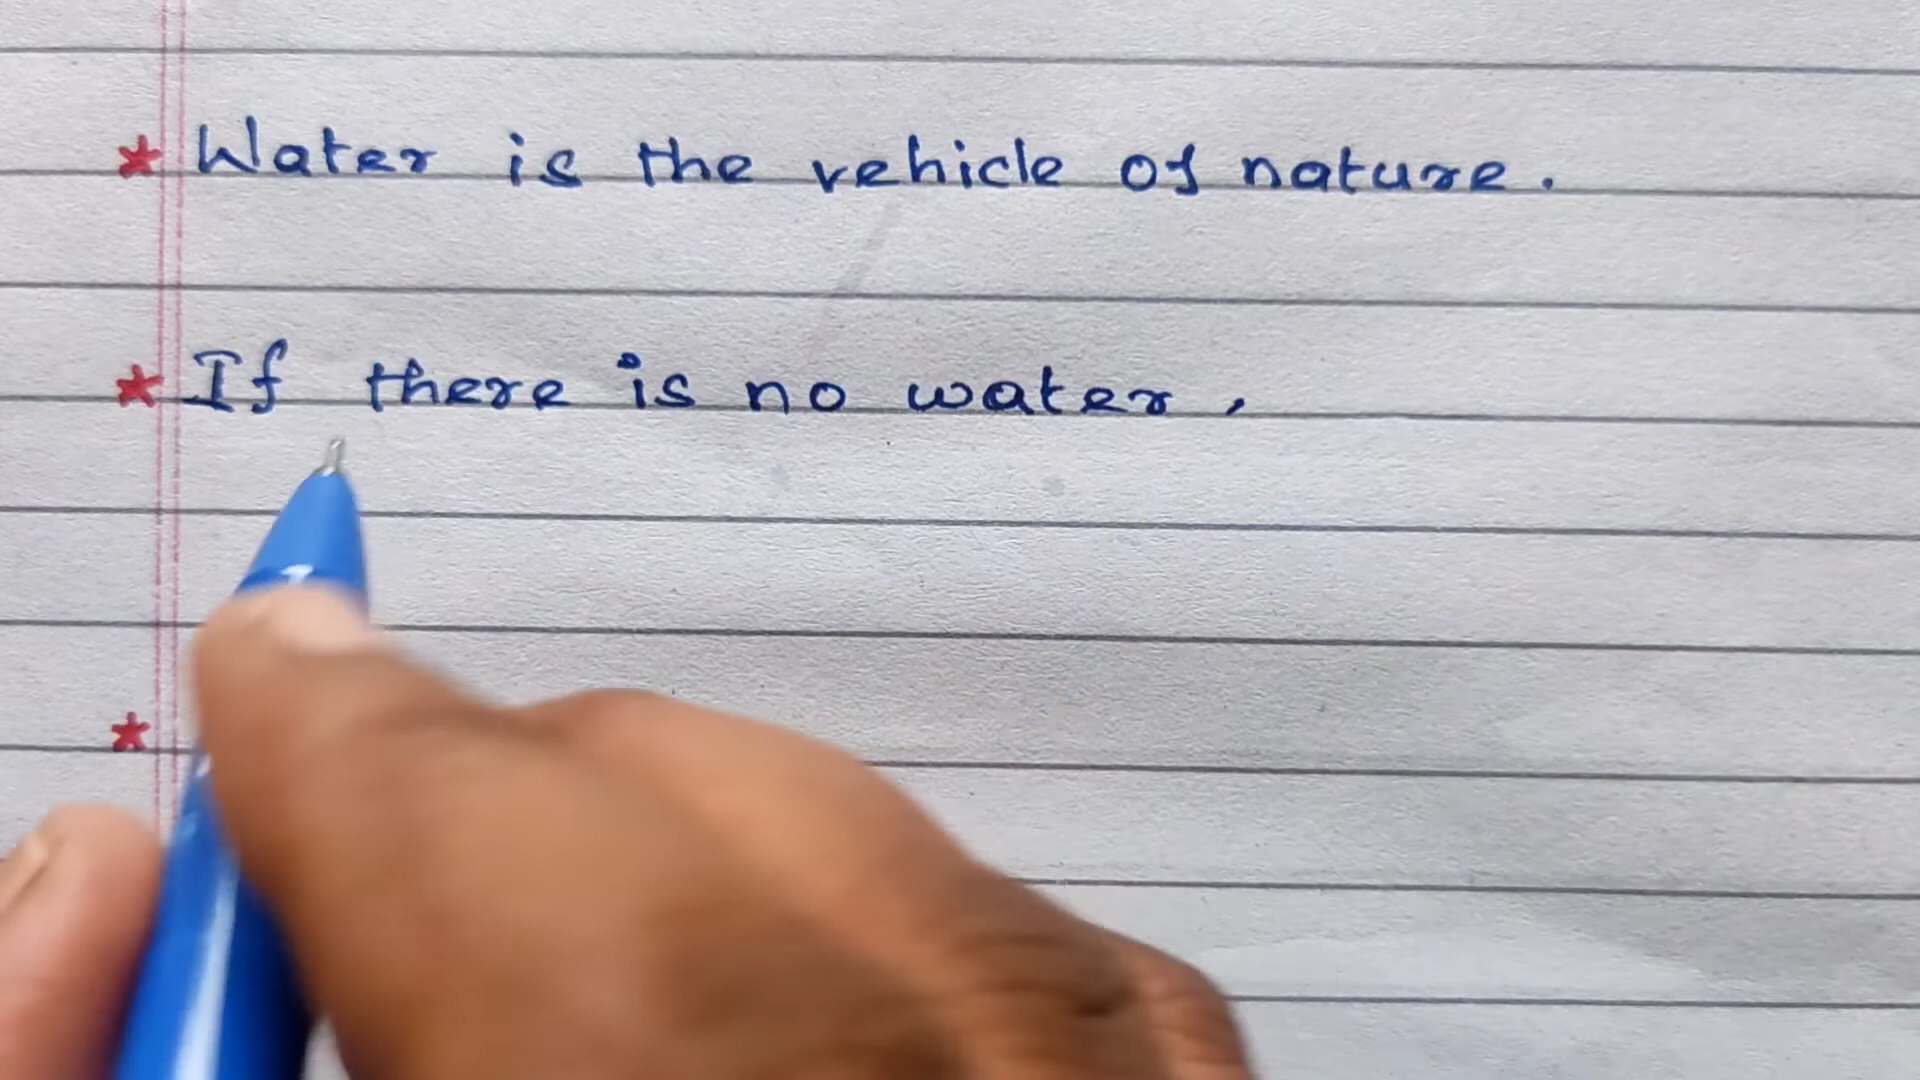 * Water is the vehicle of nature.
* If there is no water,
*